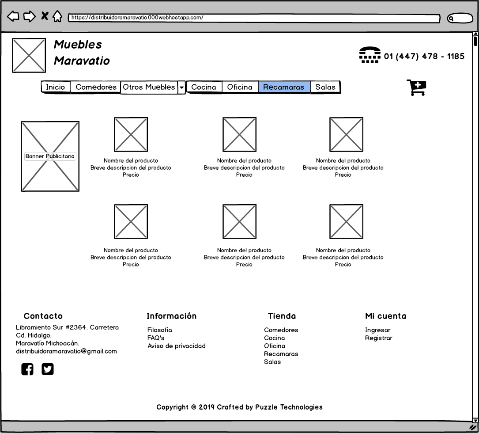 https://distribuidoramaravatio.000webhostapp.com/
Muebles
Maravatio
01 (447) 478 - 1185
Inicio Comedores Otros Muebles Cocina Oficina Recamaras Salas
Banner Publicitario
Nombre del producto Nombre del producto Nombre del producto
Breve descripcion del producto Breve descripcion del producto Breve descripcion del producto
Precio Precio Precio
Nombre del producto Nombre del producto Nombre del producto
Breve descripcion del producto Breve descripcion del producto Breve descripcion del producto
Precio Precio Precio
Contacto
Libramiento Sur #2364, Carretera
Cd. Hidalgo,
Maravatio Michoacán.
distribuidoramaravatio@gmail.com
Información
Filosofia
FAQ's
Aviso de privacidad
Tienda
Comedores
Cocina
Oficina
Recamaras
Salas
Mi cuenta
Ingresar
Registrar
Copyright © 2019 Crafted by Puzzle Technologies